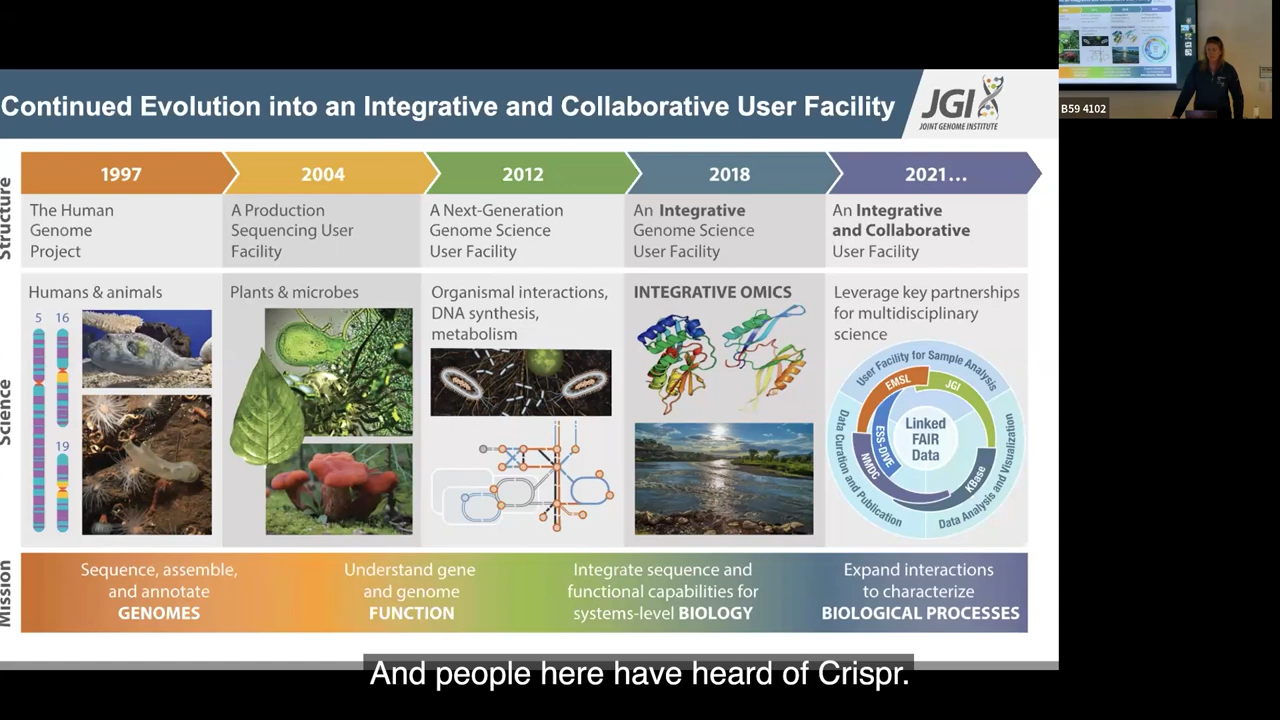 Continued Evolution into an Integrative and Collaborative User Facility
JGI
JOINT GENOME INSTITUTE
B59 4102
Structure
1997
2004
2012
2018
2021...
The Human
Genome
Project
A Production
Sequencing User
Facility
A Next-Generation
Genome Science
User Facility
An Integrative
Genome Science
User Facility
An Integrative
and Collaborative
User Facility
Science
Humans & animals
5 16
19
Plants & microbes
Organismal interactions,
DNA synthesis,
metabolism
INTEGRATIVE OMICS
Leverage key partnerships
for multidisciplinary
science
User Facility for Sample Analysis
EMSL
JGI
ESS-DIVE
NMDC
KBase
Linked
FAIR
Data
Data Curation and Publication
Data Analysis and Visualization
Mission
Sequence, assemble,
and annotate
GENOMES
Understand gene
and genome
FUNCTION
Integrate sequence and
functional capabilities for
systems-level BIOLOGY
Expand interactions
to characterize
BIOLOGICAL PROCESSES
And people here have heard of Crispr.